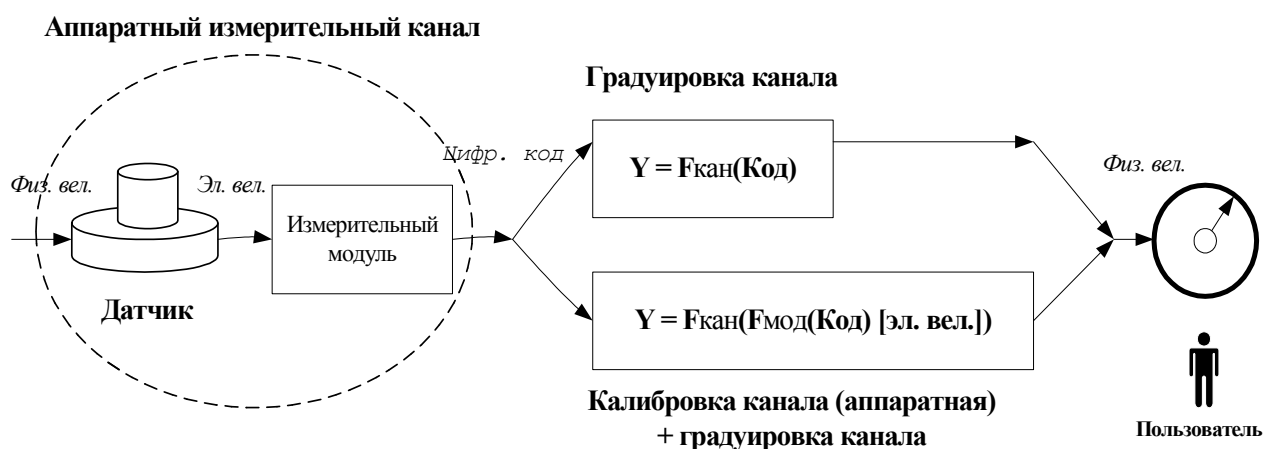 Аппаратный измерительный канал
Градуировка канала
Цифр. код
Y = Fкан(Код)
Физ. вел.
Физ. вел.
Эл. вел.
Измерительный
модуль
Датчик
Y = Fкан(Fмод(Код) [эл. вел.])
Калибровка канала (аппаратная)
+ градуировка канала
Пользователь